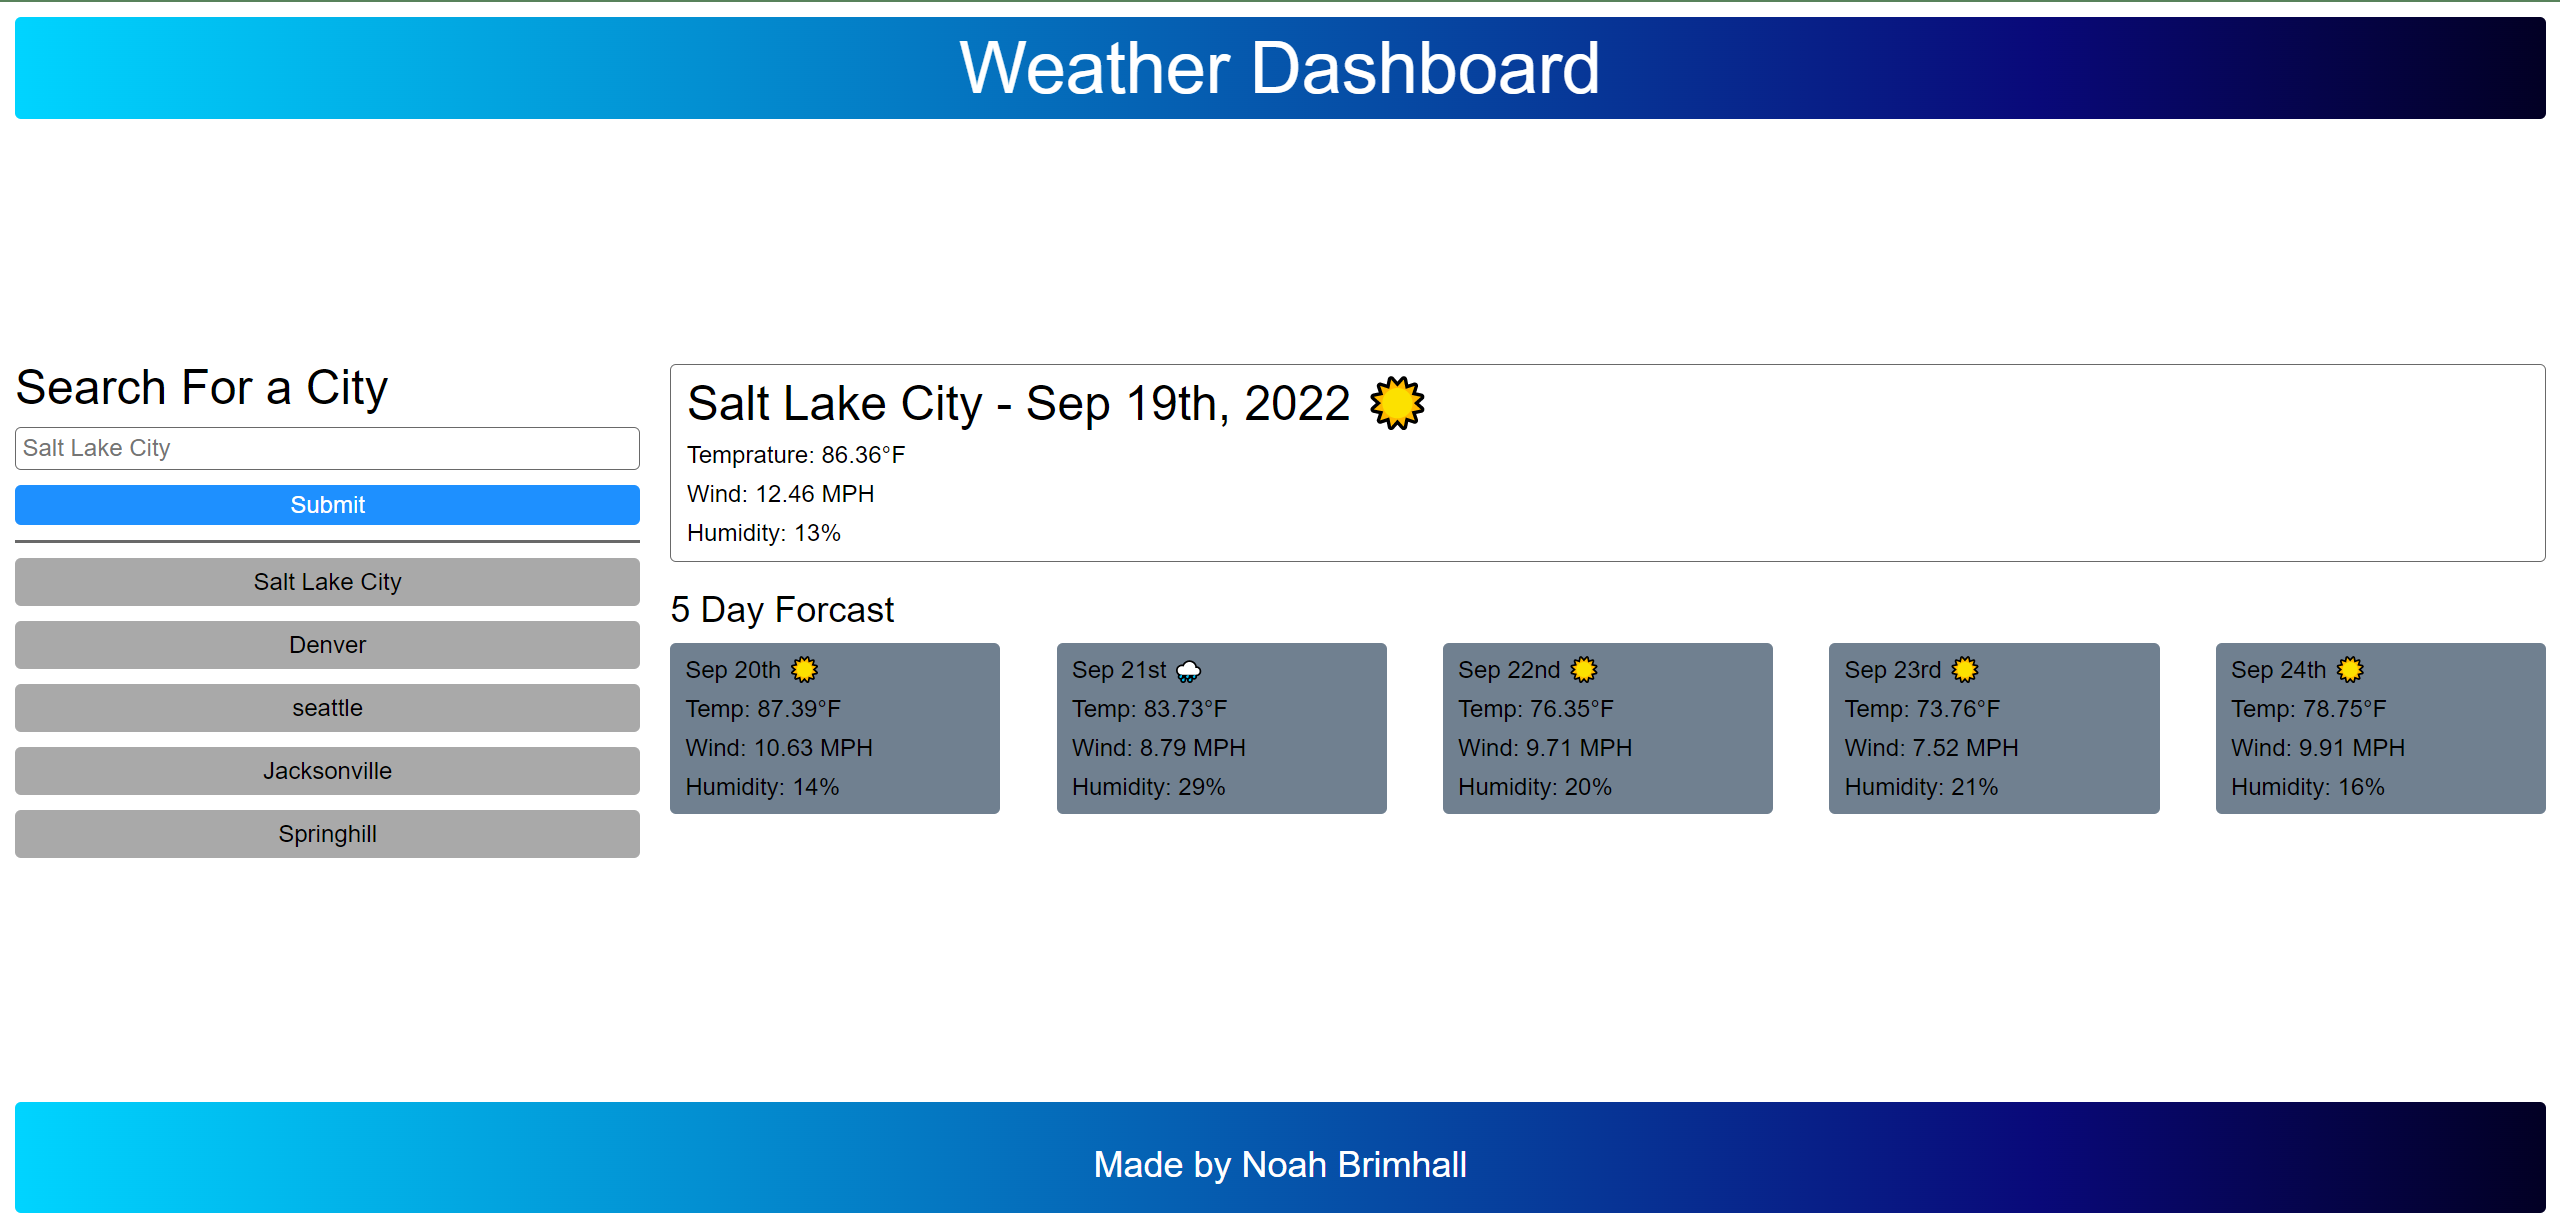 Weather Dashboard
Search For a City
Salt Lake City
Submit
Salt Lake City
Denver
seattle
Jacksonville
Springhill
Salt Lake City - Sep 19th, 2022
Temprature: 86.36°F
Wind: 12.46 MPH
Humidity: 13%
5 Day Forcast
Sep 20th
Temp: 87.39°F
Wind: 10.63 MPH
Humidity: 14%
Sep 21st
Temp: 83.73°F
Wind: 8.79 MPH
Humidity: 29%
Sep 22nd
Temp: 76.35°F
Wind: 9.71 MPH
Humidity: 20%
Sep 23rd
Temp: 73.76°F
Wind: 7.52 MPH
Humidity: 21%
Sep 24th
Temp: 78.75°F
Wind: 9.91 MPH
Humidity: 16%
Made by Noah Brimhall